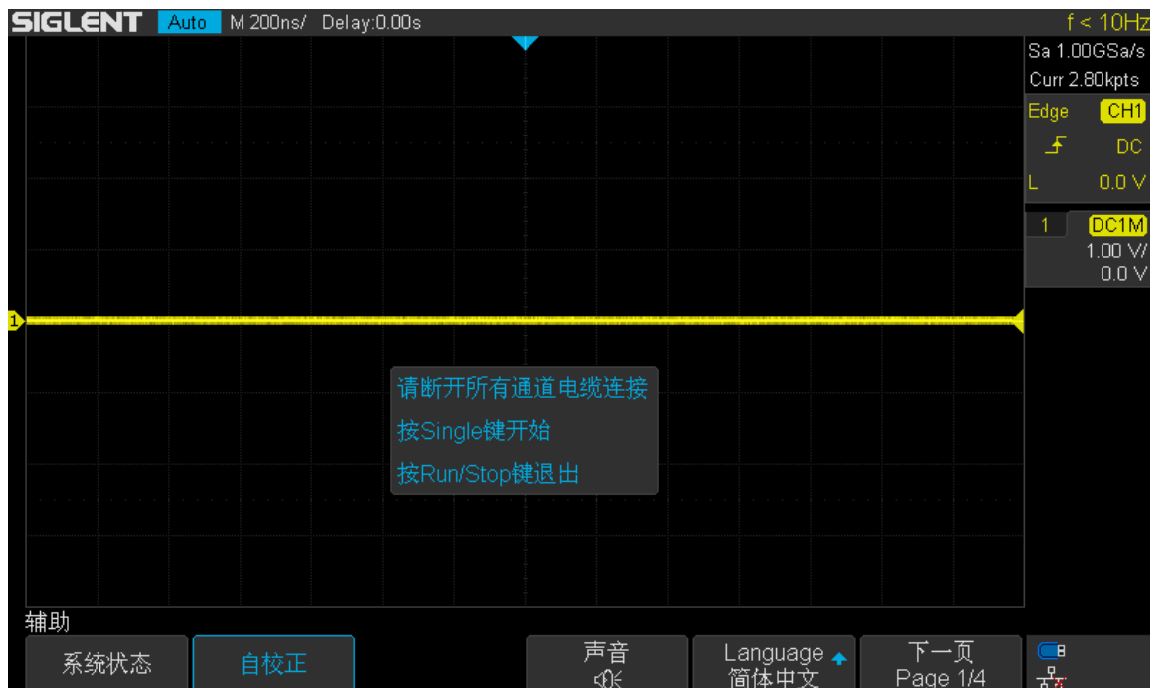 SIGLENT Auto M 200ns/ Delay:0.00s f < 10Hz
Sa 1.00GSa/s
Curr 2.80kpts
Edge CH1
DC
L 0.0 V
1 DC1M
1.00 V/
0.0 V
1
请断开所有通道电缆连接
按Single键开始
按Run/Stop键退出
辅助
系统状态
自校正
声音
Language
简体中文
下一页
Page 1/4